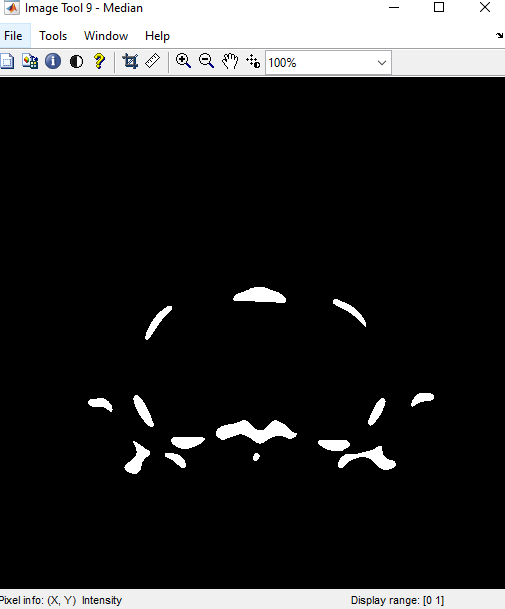 Image Tool 9 - Median
File Tools Window Help
100%
Pixel info: (X, Y) Intensity Display range: [0 1]